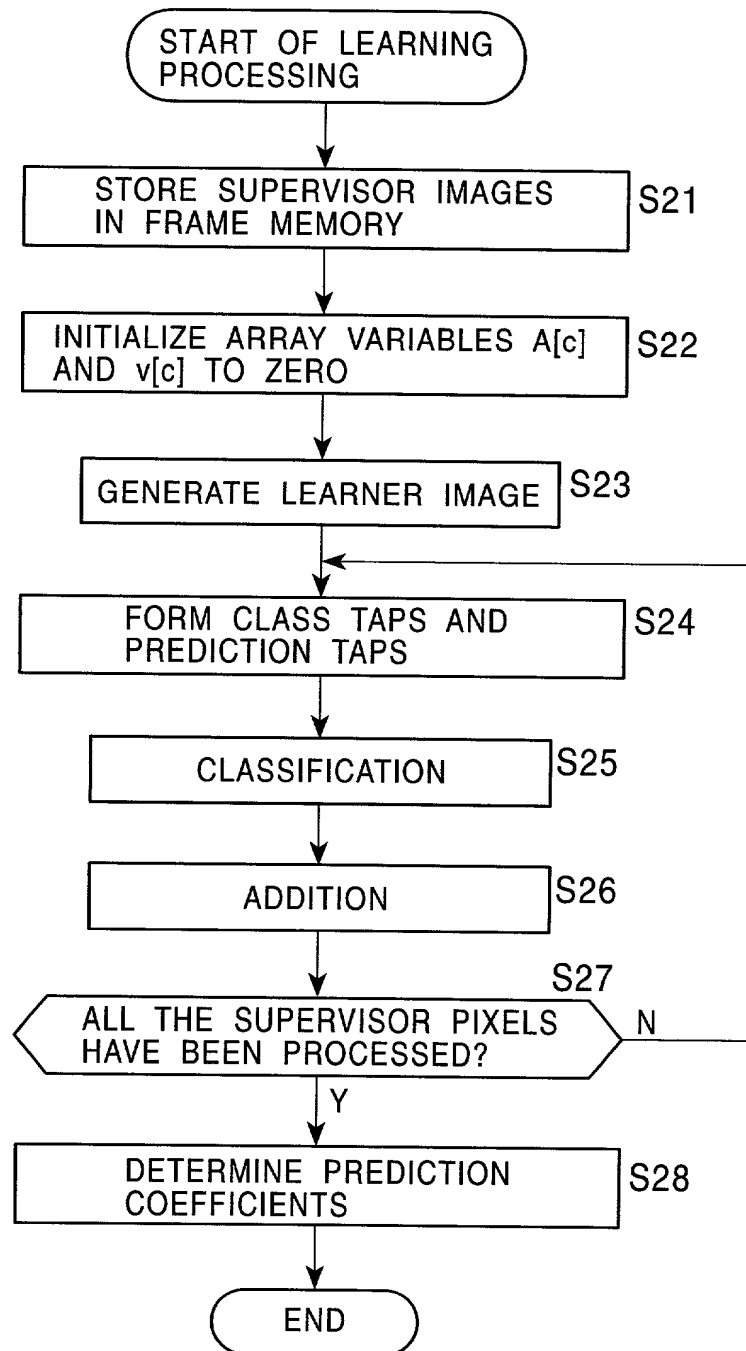 START OF LEARNING
PROCESSING
STORE SUPERVISOR IMAGES
IN FRAME MEMORY
S21
INITIALIZE ARRAY VARIABLES A[c]
AND v[c] TO ZERO
S22
GENERATE LEARNER IMAGE
S23
FORM CLASS TAPS AND
PREDICTION TAPS
S24
CLASSIFICATION
S25
ADDITION
S26
S27
ALL THE SUPERVISOR PIXELS
HAVE BEEN PROCESSED?
N
Y
DETERMINE PREDICTION
COEFFICIENTS
S28
END